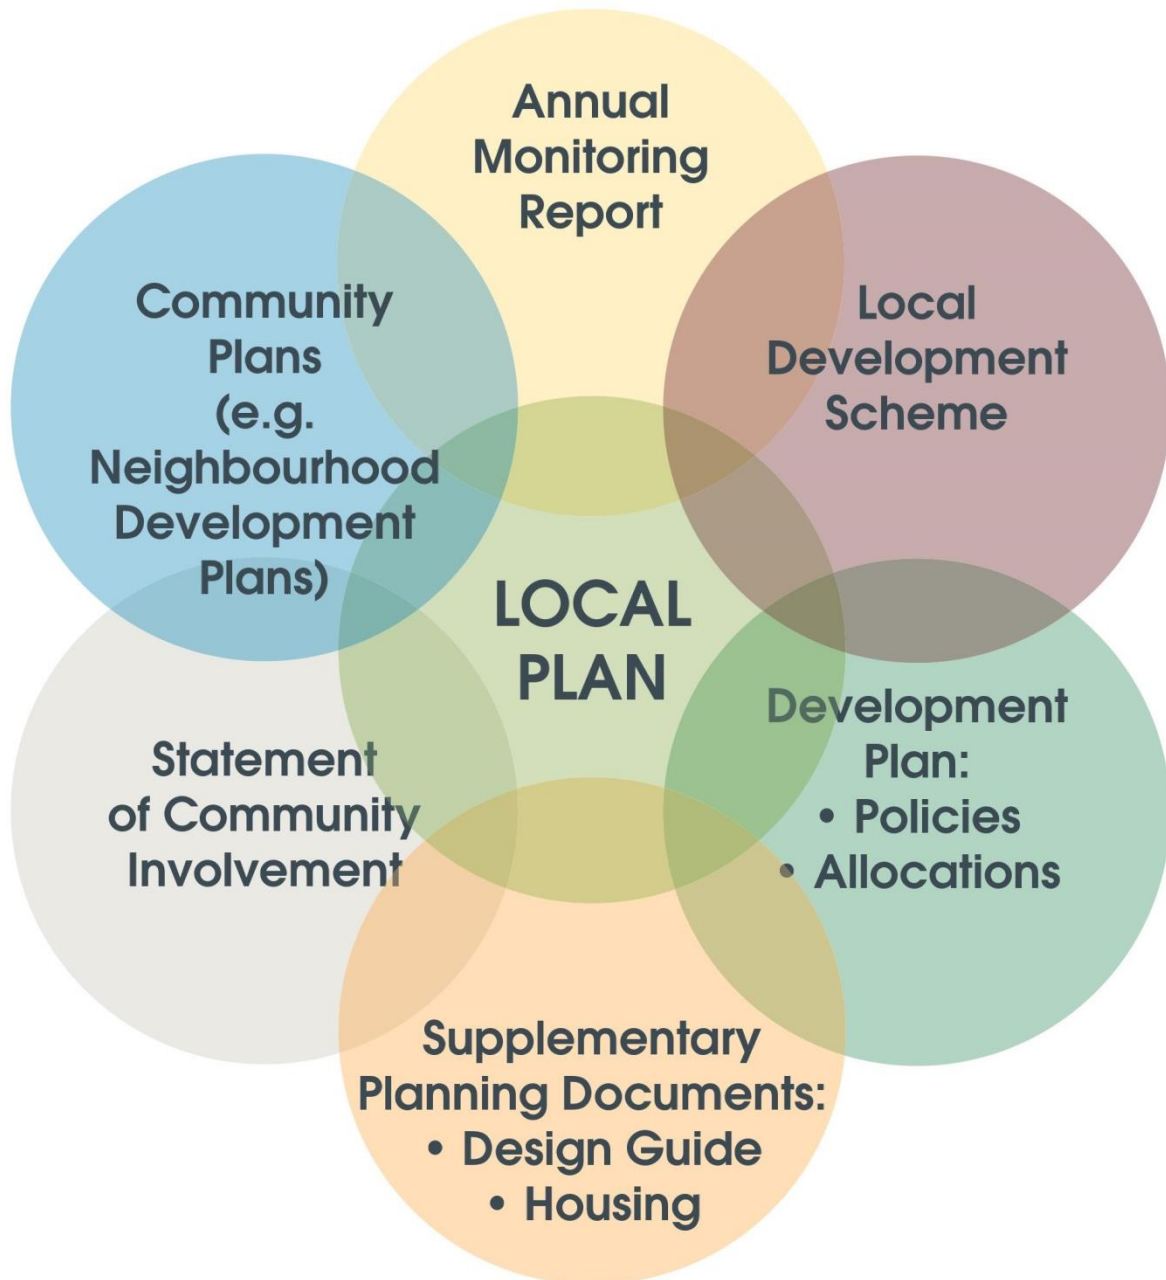 Annual
Monitoring
Report
Community
Plans
(e.g.
Neighbourhood
Development
Plans)
Local
Development
Scheme
LOCAL
PLAN
Statement
of Community
Involvement
Development
Plan:
• Policies
• Allocations
Supplementary
Planning Documents:
• Design Guide
• Housing